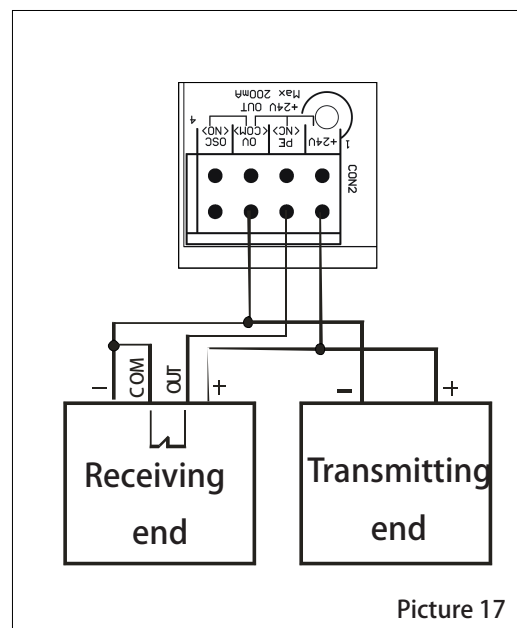 Max 200mA
+24V OUT
4
<NO>
OSC
<COM>
0V
<NC>
PE
+24V
1
CON2
−
COM
OUT
+
-
+
Receiving
end
Transmitting
end
Picture 17